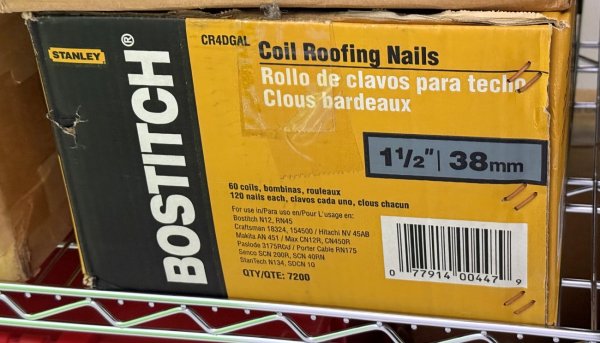 STANLEY
BOSTITCH®
CR4DGAL
Coil Roofing Nails
Rollo de clavos para techo
Clous bardeaux
1 1/2" | 38mm
60 coils, bombinas, rouleaux
120 nails each, clavos cada uno, clous chacun
For use in/Para uso en/Pour L'usage en:
Bostitch N12, RN45
Craftsman 18324, 154500 / Hitachi NV 45AB
Makita AN 451 / Max CN12R, CN450R
Paslode 3175RCU / Porter Cable RN175
Senco SCN 200R, SCN 40RN
StanTech N134, SDCN 10
QTY/QTE: 7200
0 77914 00447 9